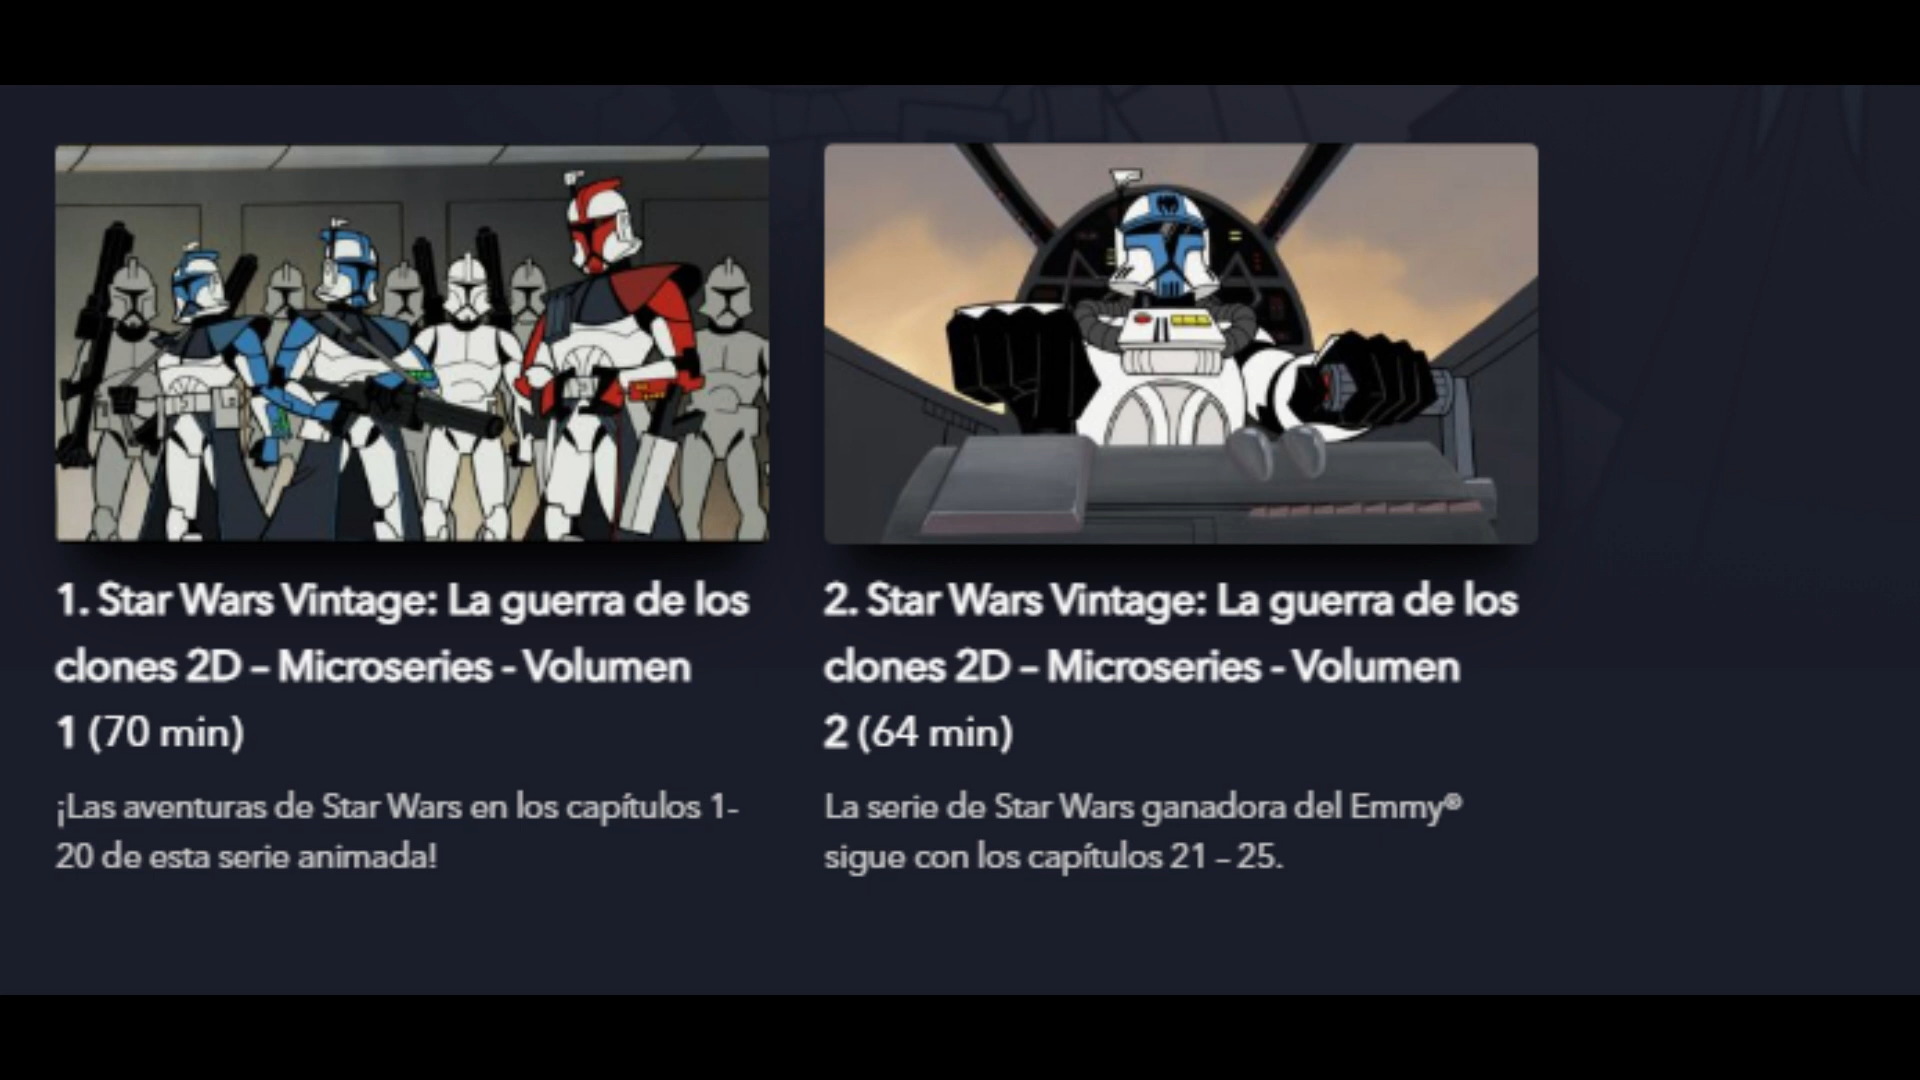 1. Star Wars Vintage: La guerra de los
clones 2D – Microseries - Volumen
1 (70 min)
¡Las aventuras de Star Wars en los capítulos 1-
20 de esta serie animada!
2. Star Wars Vintage: La guerra de los
clones 2D – Microseries - Volumen
2 (64 min)
La serie de Star Wars ganadora del Emmy®
sigue con los capítulos 21 – 25.